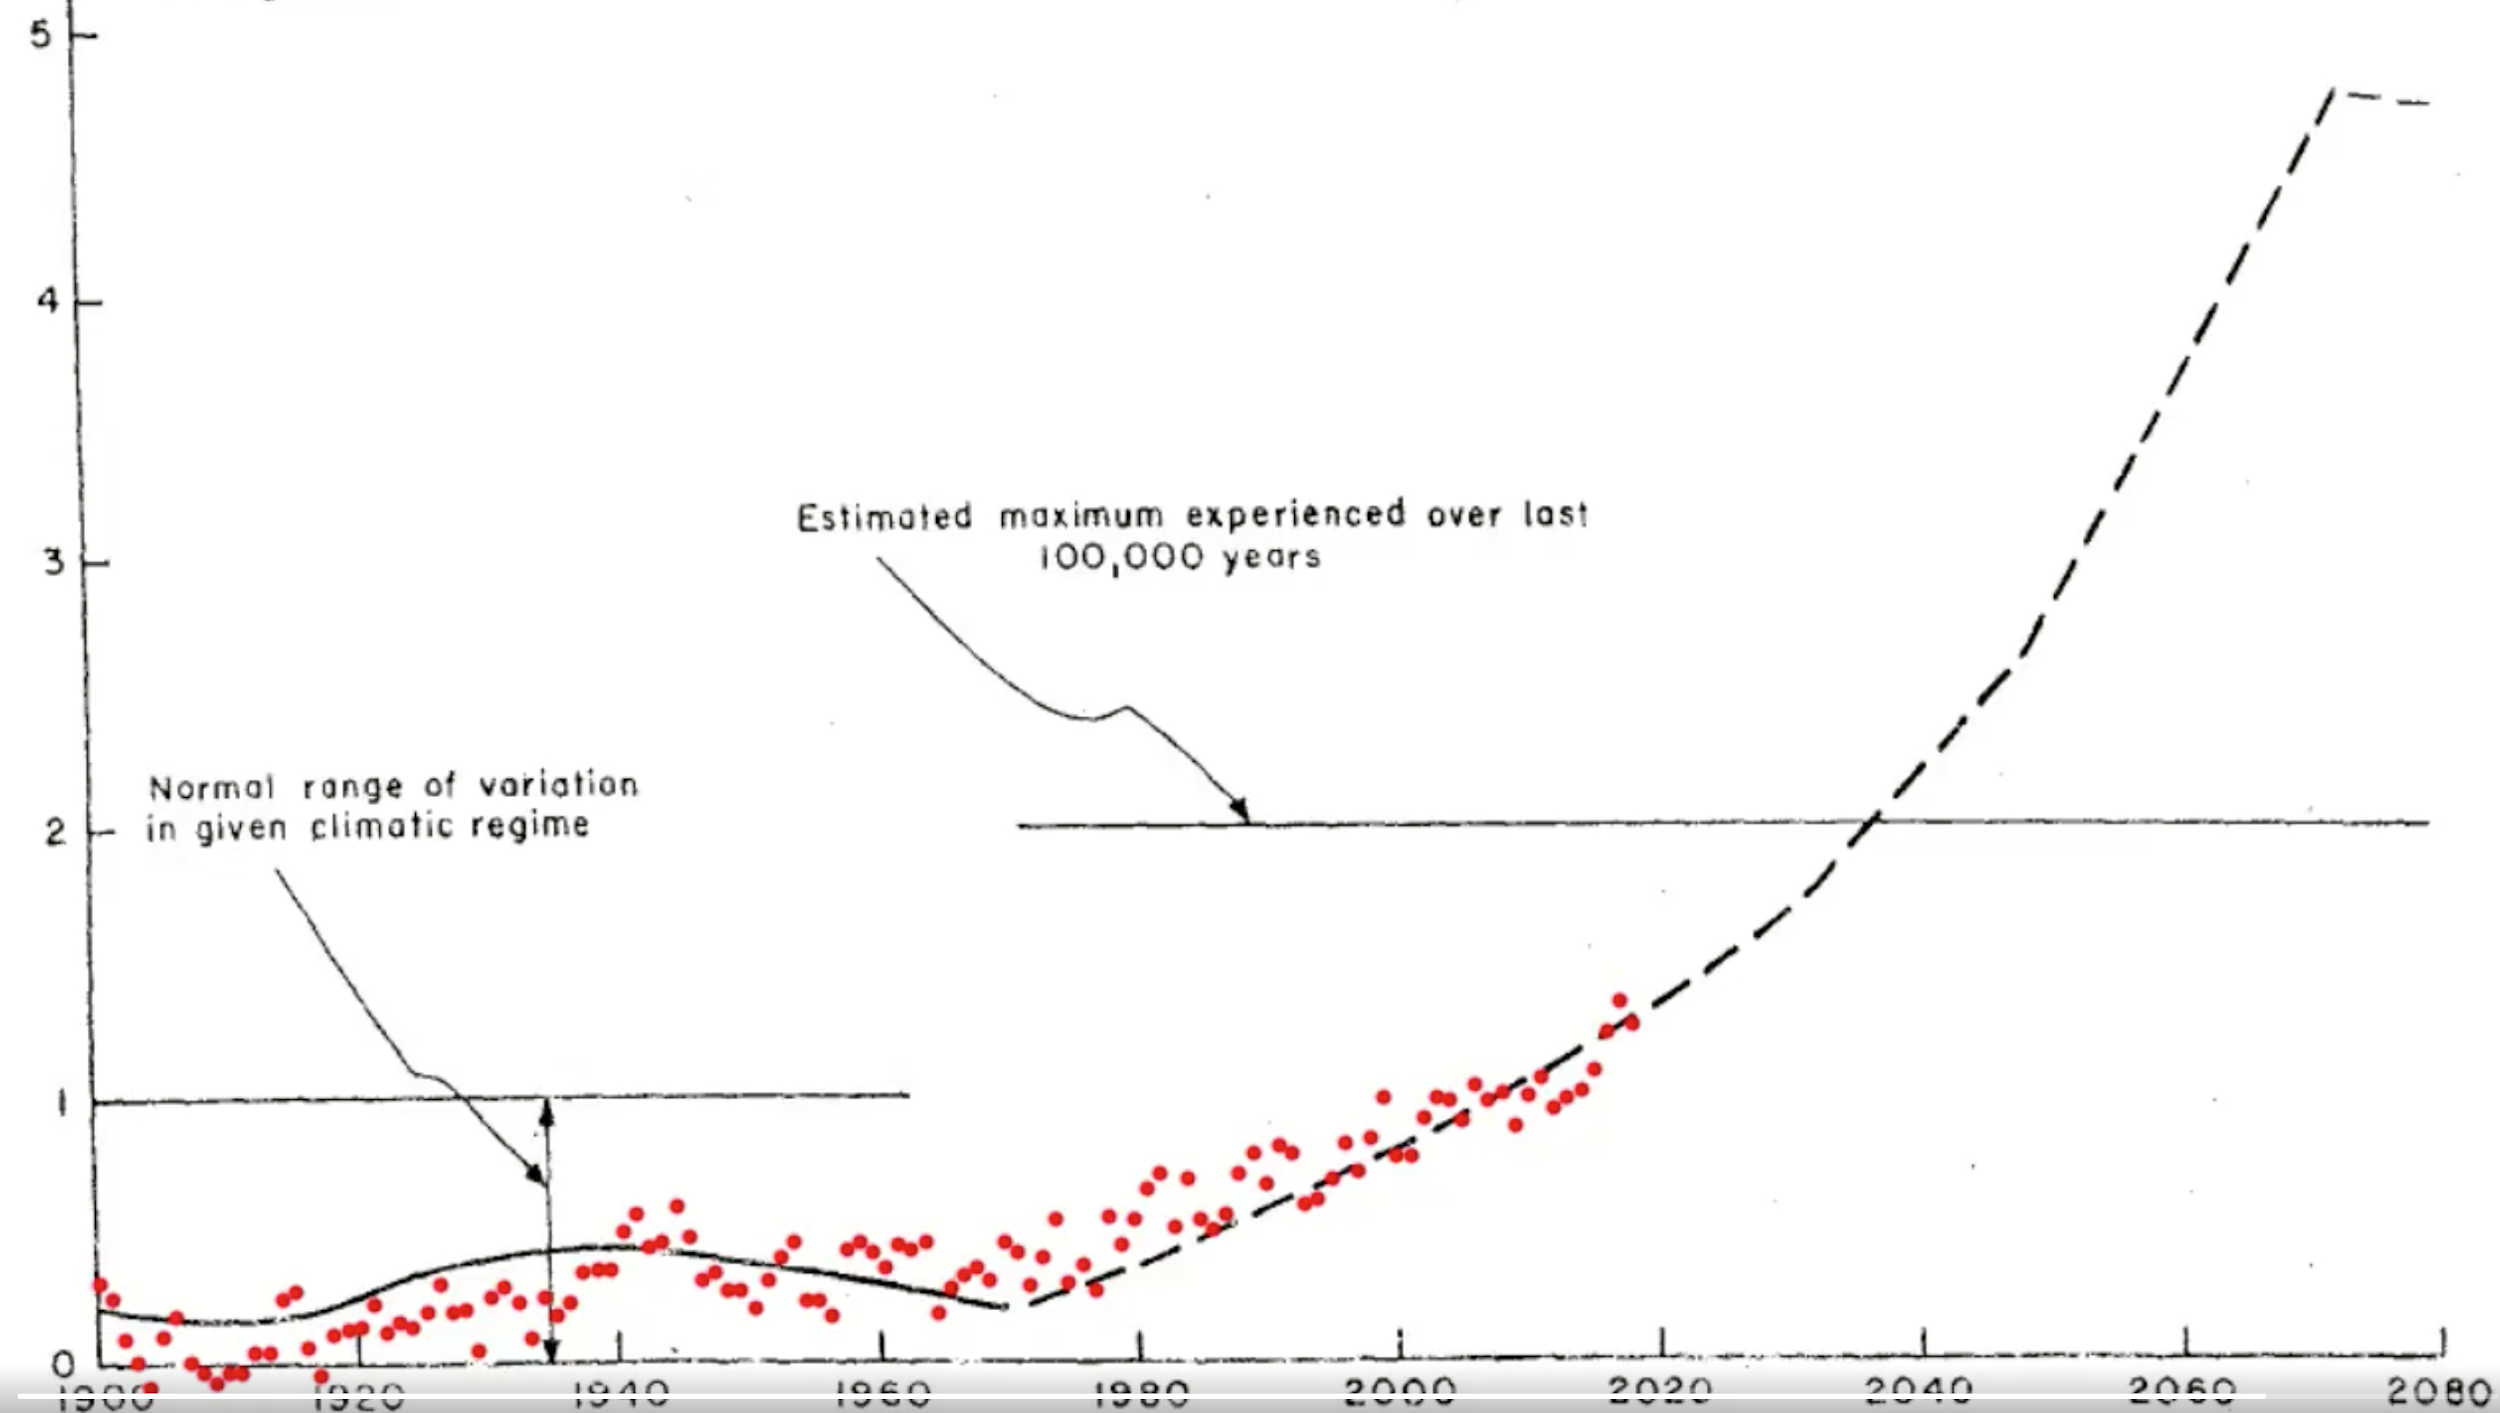 5
4
3
Estimated maximum experienced over last
100,000 years
Normal range of variation
in given climatic regime
2
1
0
1900 1920 1940 1960 1980 2000 2020 2040 2060 2080